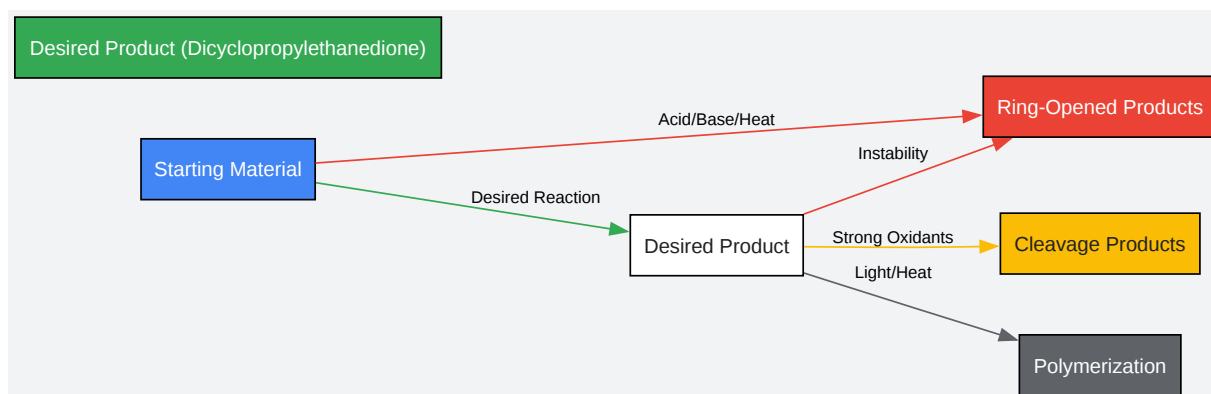 Desired Product (Dicyclopropylethanedione)
Acid/Base/Heat
Ring-Opened Products
Starting Material
Instability
Desired Reaction
Desired Product
Strong Oxidants
Cleavage Products
Light/Heat
Polymerization